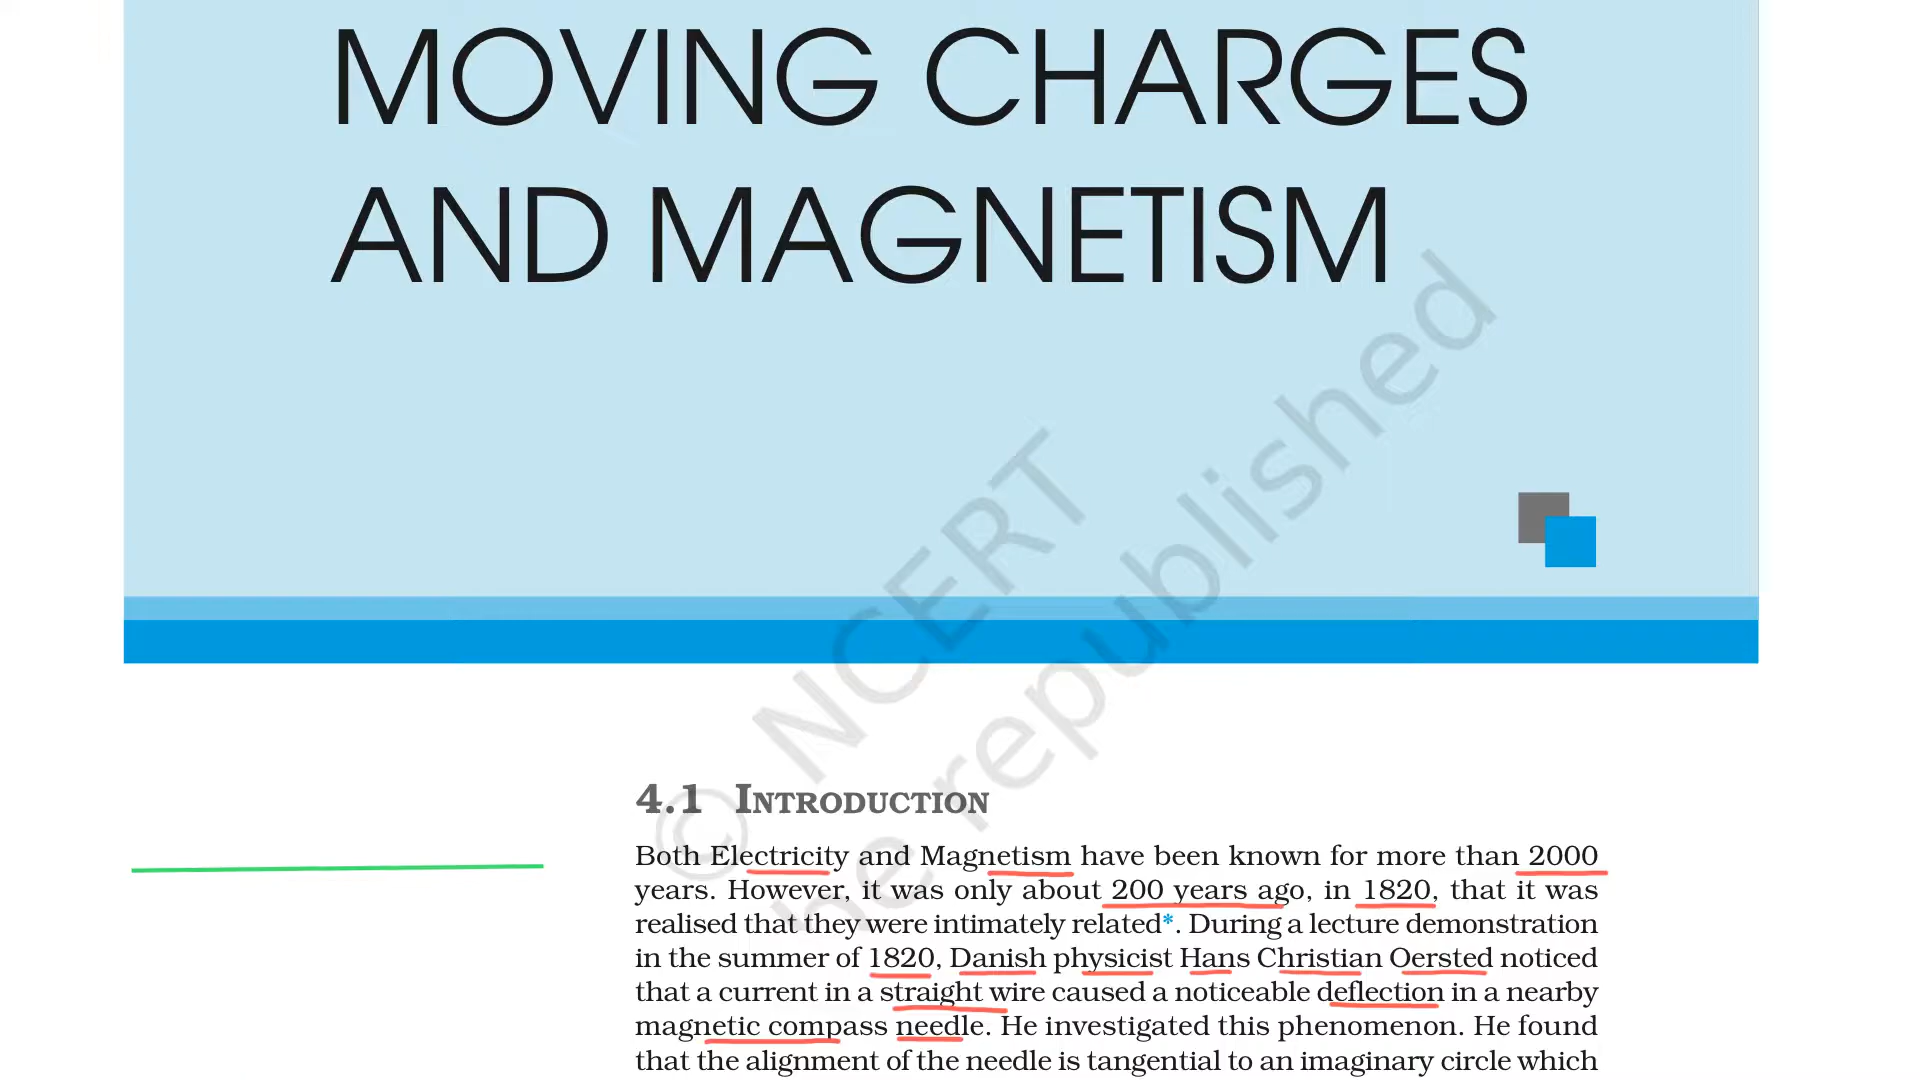 MOVING CHARGES
AND MAGNETISM
© NCERT
he republished
4.1 INTRODUCTION
Both Electricity and Magnetism have been known for more than 2000
years. However, it was only about 200 years ago, in 1820, that it was
realised that they were intimately related*. During a lecture demonstration
in the summer of 1820, Danish physicist Hans Christian Oersted noticed
that a current in a straight wire caused a noticeable deflection in a nearby
magnetic compass needle. He investigated this phenomenon. He found
that the alignment of the needle is tangential to an imaginary circle which